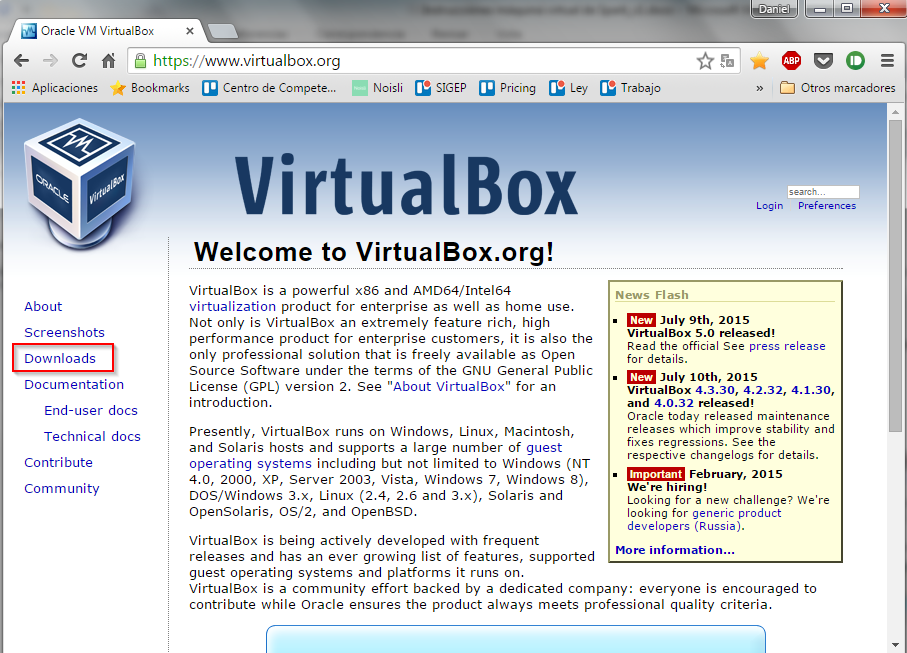 Daniel
Oracle VM VirtualBox
https://www.virtualbox.org
ABP
Aplicaciones
Bookmarks
Centro de Compete...
Noisli
SIGEP
Pricing
Ley
Trabajo
»
Otros marcadores
ORACLE
VirtualBox
VirtualBox
search...
Login Preferences
Welcome to VirtualBox.org!
About
Screenshots
Downloads
Documentation
End-user docs
Technical docs
Contribute
Community
VirtualBox is a powerful x86 and AMD64/Intel64
virtualization product for enterprise as well as home use.
Not only is VirtualBox an extremely feature rich, high
performance product for enterprise customers, it is also the
only professional solution that is freely available as Open
Source Software under the terms of the GNU General Public
License (GPL) version 2. See "About VirtualBox" for an
introduction.
Presently, VirtualBox runs on Windows, Linux, Macintosh,
and Solaris hosts and supports a large number of guest
operating systems including but not limited to Windows (NT
4.0, 2000, XP, Server 2003, Vista, Windows 7, Windows 8),
DOS/Windows 3.x, Linux (2.4, 2.6 and 3.x), Solaris and
OpenSolaris, OS/2, and OpenBSD.
VirtualBox is being actively developed with frequent
releases and has an ever growing list of features, supported
guest operating systems and platforms it runs on.
VirtualBox is a community effort backed by a dedicated company: everyone is encouraged to
contribute while Oracle ensures the product always meets professional quality criteria.
News Flash
New July 9th, 2015
VirtualBox 5.0 released!
Read the official See press release
for details.
New July 10th, 2015
VirtualBox 4.3.30, 4.2.32, 4.1.30,
and 4.0.32 released!
Oracle today released maintenance
releases which improve stability and
fixes regressions. See the
respective changelogs for details.
Important February, 2015
We're hiring!
Looking for a new challenge? We're
looking for generic product
developers (Russia).
More information...